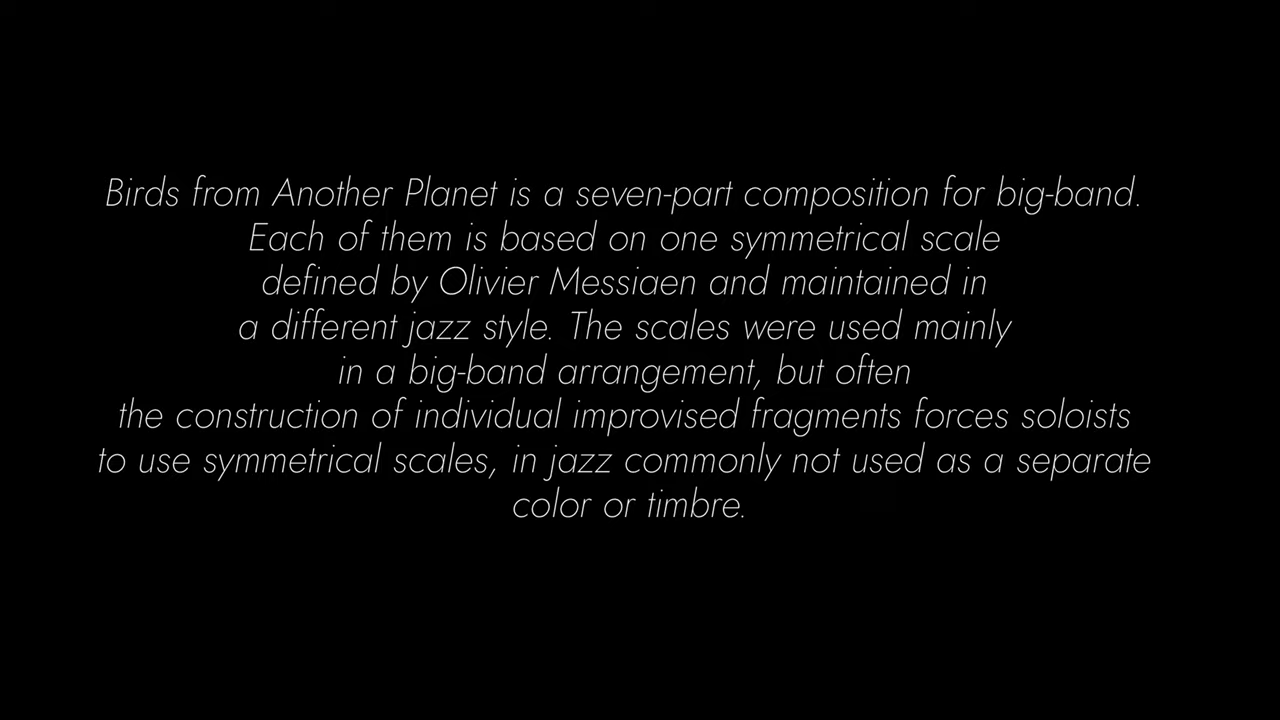 Birds from Another Planet is a seven-part composition for big-band.
Each of them is based on one symmetrical scale
defined by Olivier Messiaen and maintained in
a different jazz style. The scales were used mainly
in a big-band arrangement, but often
the construction of individual improvised fragments forces soloists
to use symmetrical scales, in jazz commonly not used as a separate
color or timbre.